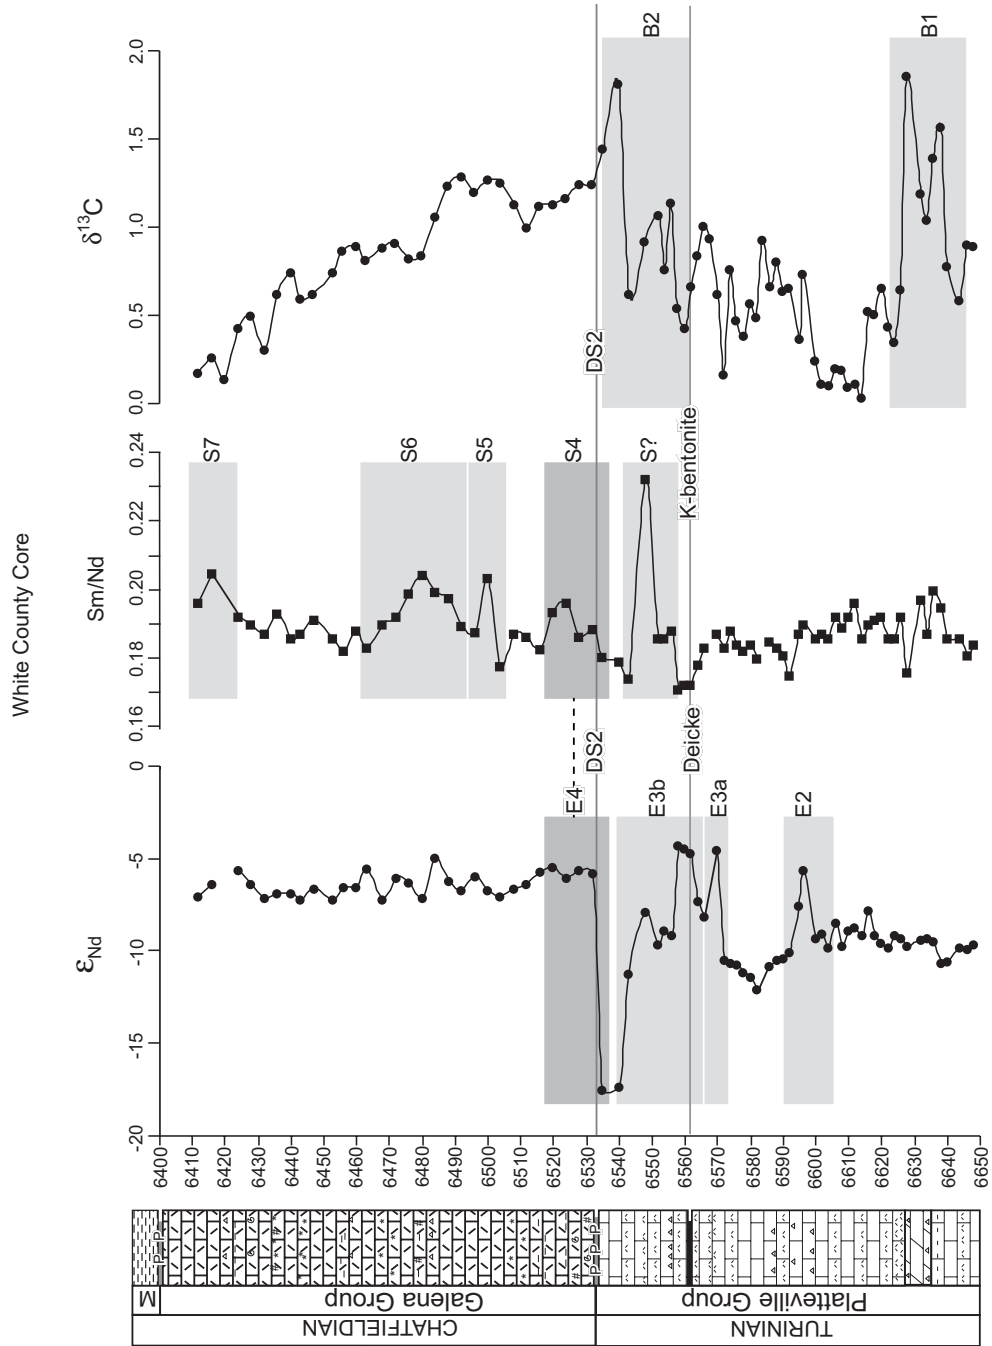 White County Core
δ13C
0.0
0.5
1.0
1.5
2.0
B2
B1
DS2
Sm/Nd
0.16
0.18
0.20
0.22
0.24
S7
S6
S5
S4
S?
K-bentonite
εNd
-20
-15
-10
-5
0
E4
DS2
E3b
Deicke
E3a
E2
6400
6410
6420
6430
6440
6450
6460
6470
6480
6490
6500
6510
6520
6530
6540
6550
6560
6570
6580
6590
6600
6610
6620
6630
6640
6650
P P
P P P
M
Galena Group
Platteville Group
CHATFIELDIAN
TURINIAN